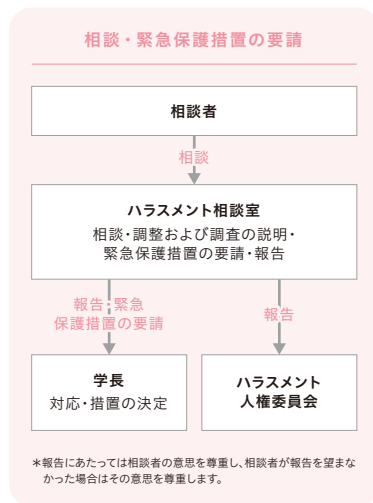 相談・緊急保護措置の要請
相談者
相談
ハラスメント相談室
相談・調整および調査の説明・
緊急保護措置の要請・報告
報告・緊急
保護措置の要請
報告
学長
対応・措置の決定
ハラスメント
人権委員会
＊報告にあたっては相談者の意思を尊重し、相談者が報告を望まな
かった場合はその意思を尊重します。